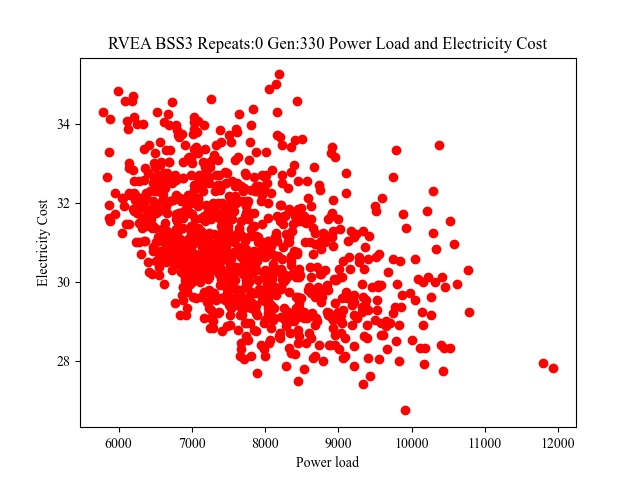 RVEA BSS3 Repeats:0 Gen:330 Power Load and Electricity Cost
Electricity Cost
34
32
30
28
6000 7000 8000 9000 10000 11000 12000
Power load